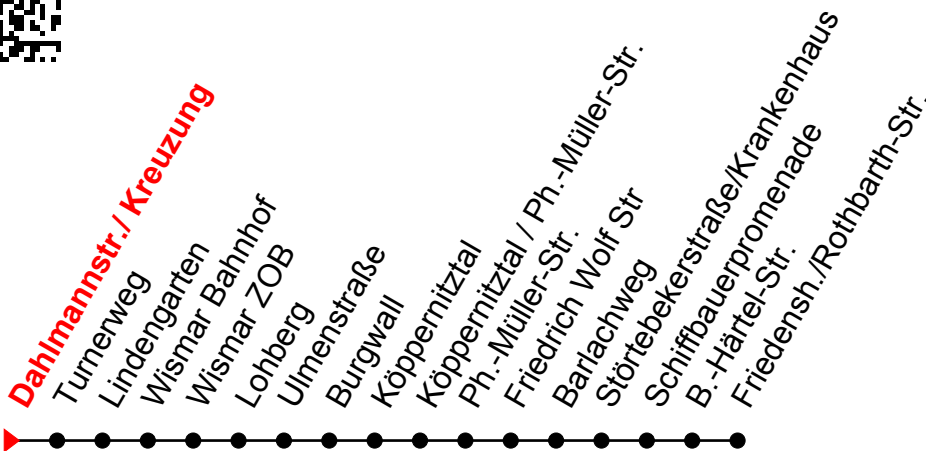 Dahlmannstr./ Kreuzung
Turnerweg
Lindengarten
Wismar Bahnhof
Wismar ZOB
Lohberg
Ulmenstraße
Burgwall
Köppernitztal
Köppernitztal / Ph.-Müller-Str.
Ph.-Müller-Str.
Friedrich Wolf Str
Barlachweg
Störtebekerstraße/Krankenhaus
Schiffbauerpromenade
B.-Härtel-Str.
Friedensh./Rothbarth-Str.